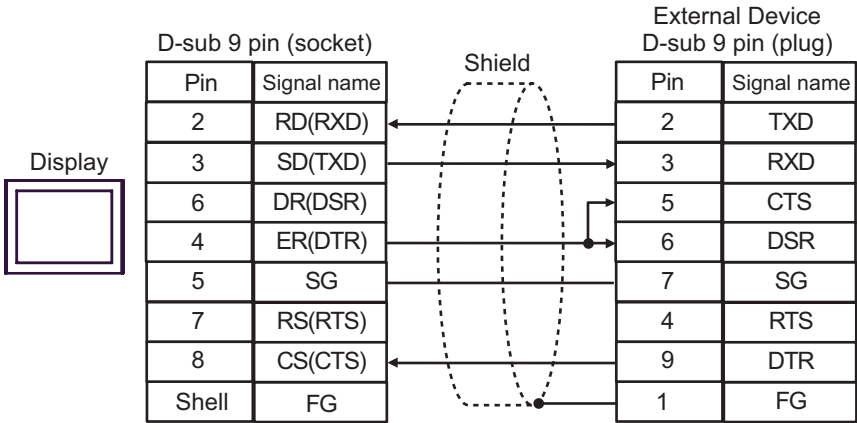 External Device
D-sub 9 pin (socket) D-sub 9 pin (plug)
Shield
Pin Signal name Pin Signal name
2 RD(RXD) 2 TXD
Display
3 SD(TXD) 3 RXD
6 DR(DSR) 5 CTS
4 ER(DTR) 6 DSR
5 SG 7 SG
7 RS(RTS) 4 RTS
8 CS(CTS) 9 DTR
Shell FG 1 FG